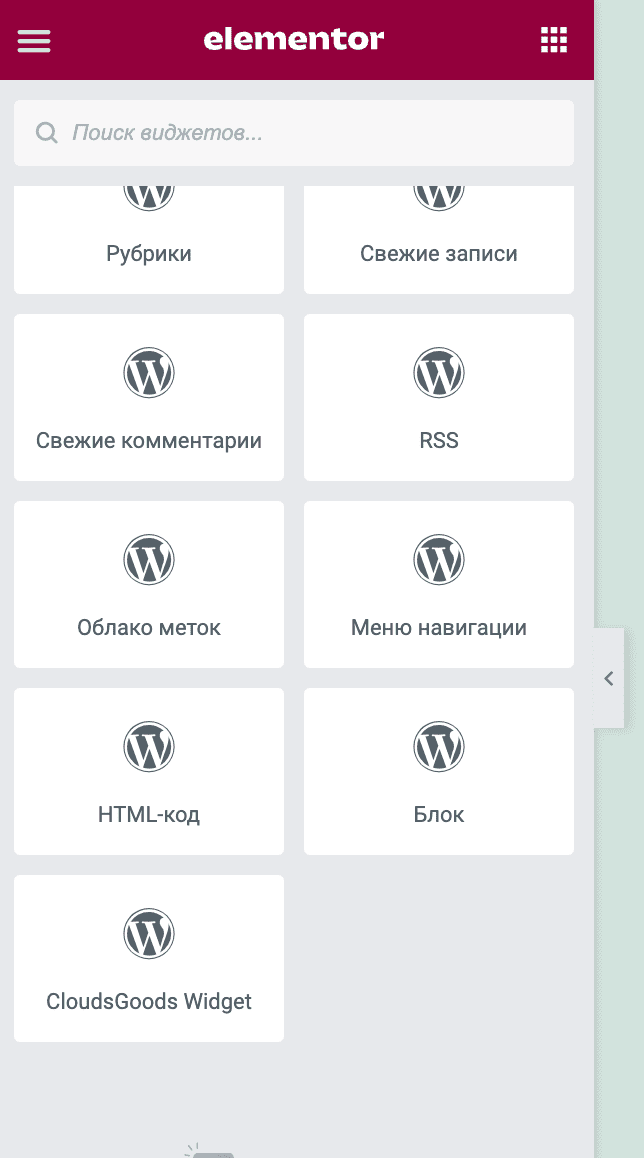 elementor
Поиск виджетов...
Рубрики
Свежие записи
Свежие комментарии
RSS
Облако меток
Меню навигации
HTML-код
Блок
CloudsGoods Widget